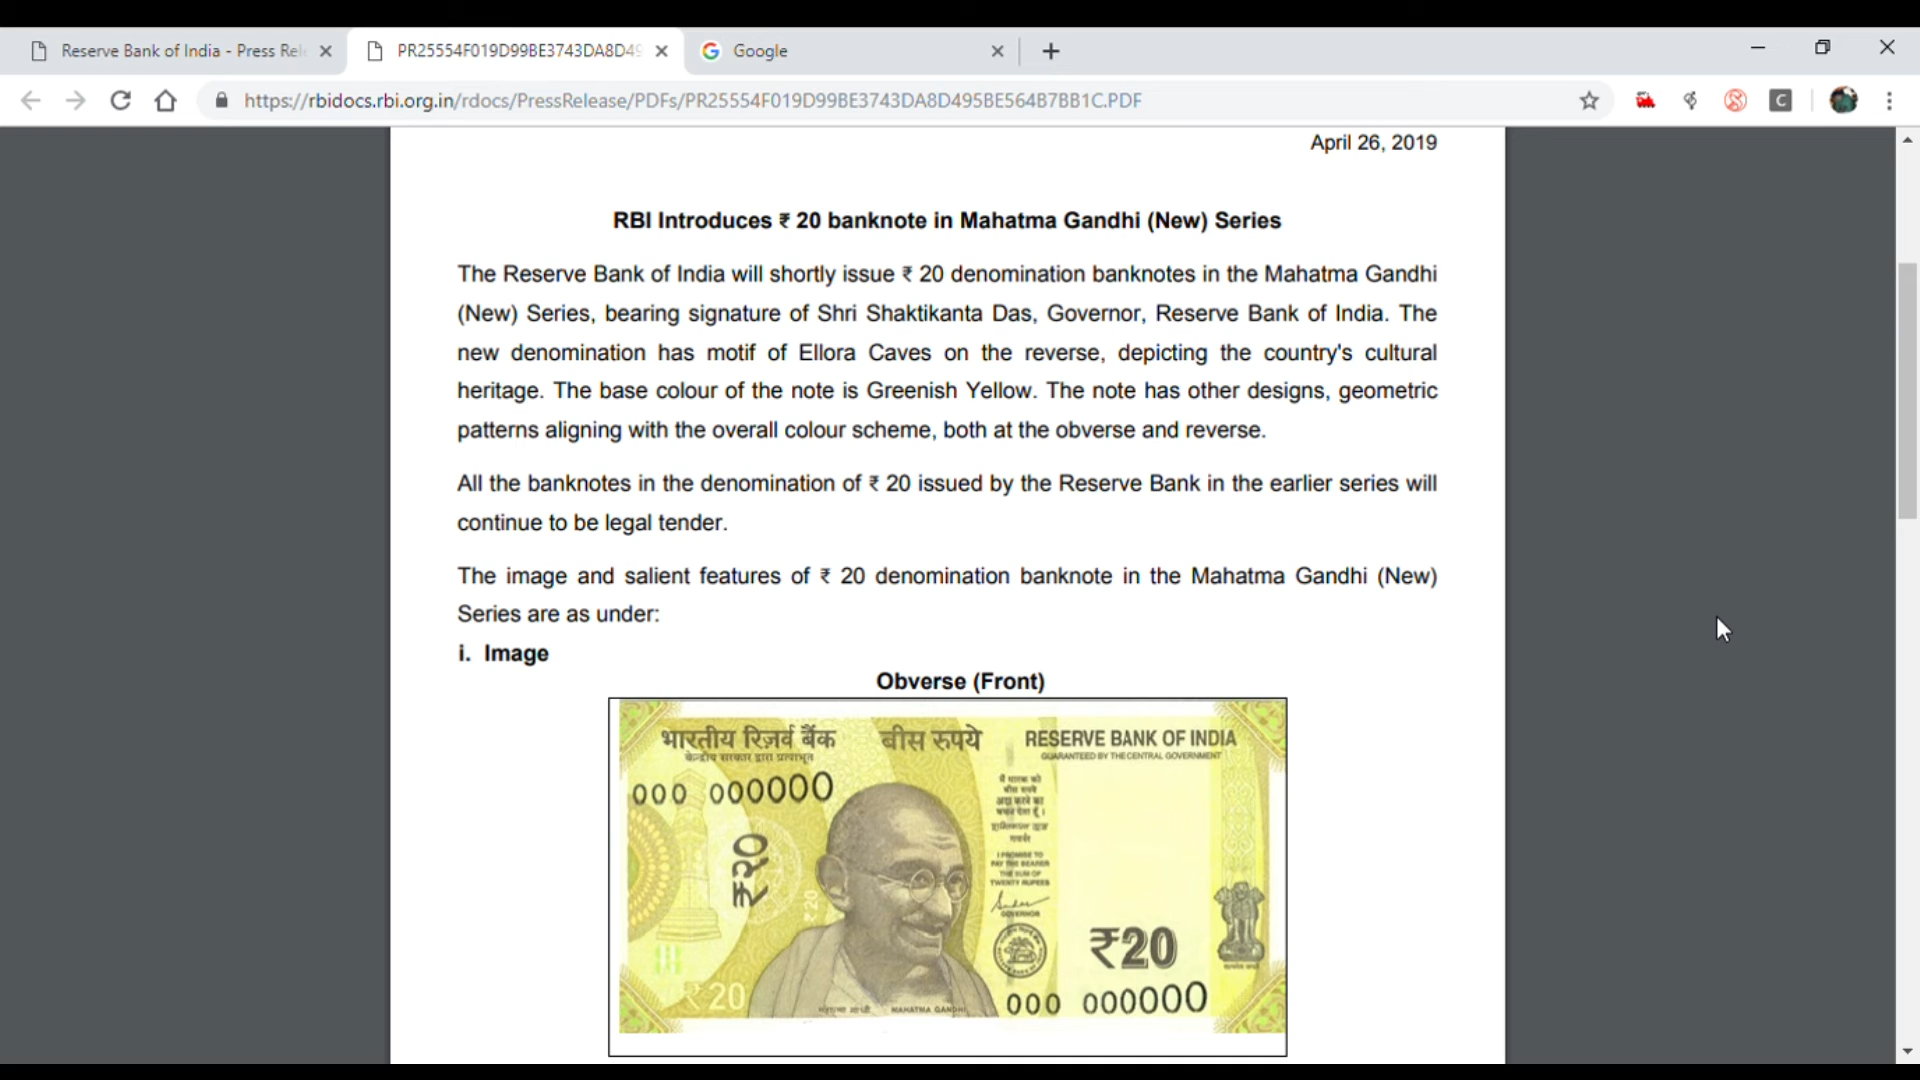 Reserve Bank of India - Press Rel
PR25554F019D99BE3743DA8D49
Google
https://rbidocs.rbi.org.in/rdocs/PressRelease/PDFs/PR25554F019D99BE3743DA8D495BE564B7BB1C.PDF
April 26, 2019
RBI Introduces ₹ 20 banknote in Mahatma Gandhi (New) Series
The Reserve Bank of India will shortly issue ₹ 20 denomination banknotes in the Mahatma Gandhi
(New) Series, bearing signature of Shri Shaktikanta Das, Governor, Reserve Bank of India. The
new denomination has motif of Ellora Caves on the reverse, depicting the country's cultural
heritage. The base colour of the note is Greenish Yellow. The note has other designs, geometric
patterns aligning with the overall colour scheme, both at the obverse and reverse.
All the banknotes in the denomination of ₹ 20 issued by the Reserve Bank in the earlier series will
continue to be legal tender.
The image and salient features of ₹ 20 denomination banknote in the Mahatma Gandhi (New)
Series are as under:
i. Image
Obverse (Front)
भारतीय रिज़र्व बैंक
बीस रुपये
RESERVE BANK OF INDIA
केन्द्रीय सरकार द्वारा प्रत्याभूत
GUARANTEED BY THE CENTRAL GOVERNMENT
000 000000
₹२०
I PROMISE TO
PAY THE BEARER
THE SUM OF
TWENTY RUPEES
GOVERNOR
₹20
₹20
₹20
MAHATMA GANDHI
000 000000